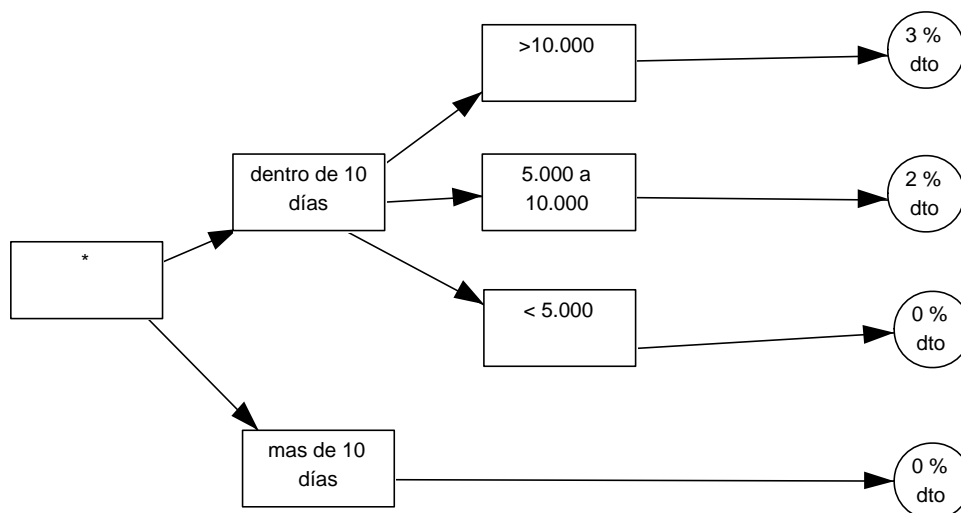 >10.000
3 %
dto
dentro de 10
días
5.000 a
10.000
2 %
dto
*
< 5.000
0 %
dto
mas de 10
días
0 %
dto